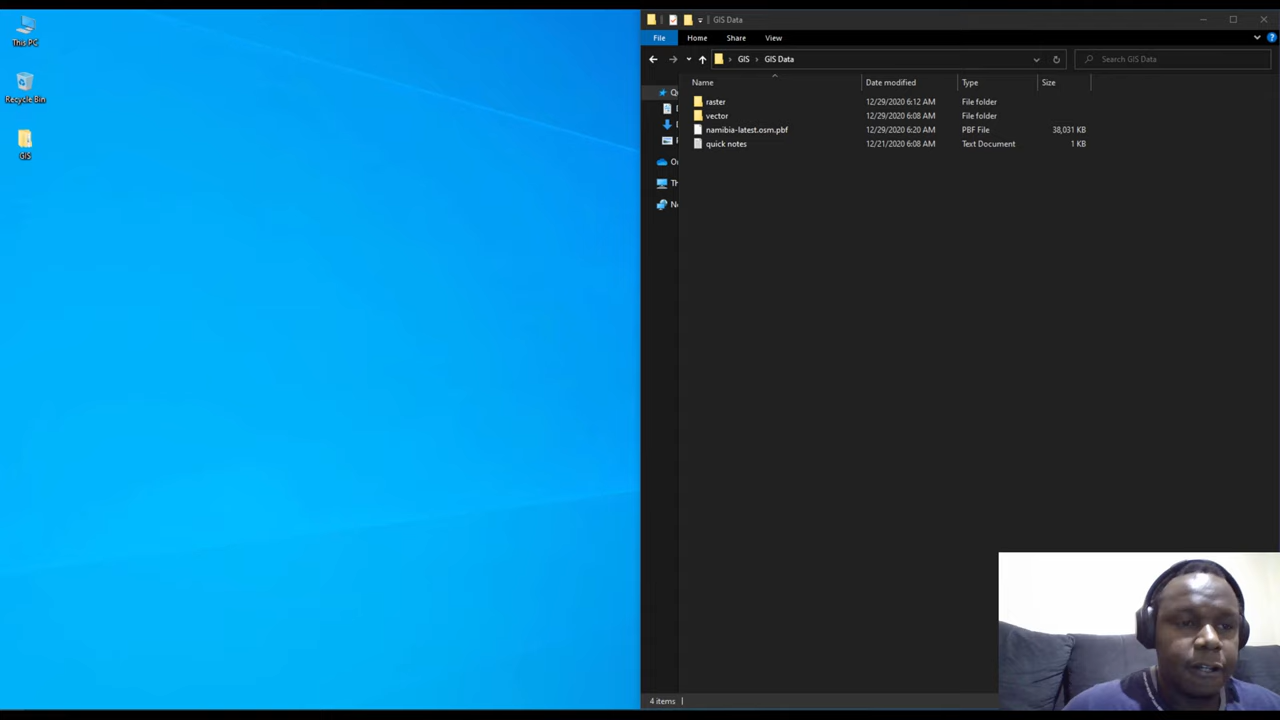 This PC
Recycle Bin
GIS
GIS Data
File Home Share View
GIS GIS Data
Search GIS Data
Name Date modified Type Size
raster 12/29/2020 6:12 AM File folder
vector 12/29/2020 6:08 AM File folder
namibia-latest.osm.pbf 12/29/2020 6:20 AM PBF File 38,031 KB
quick notes 12/21/2020 6:08 AM Text Document 1 KB
4 items